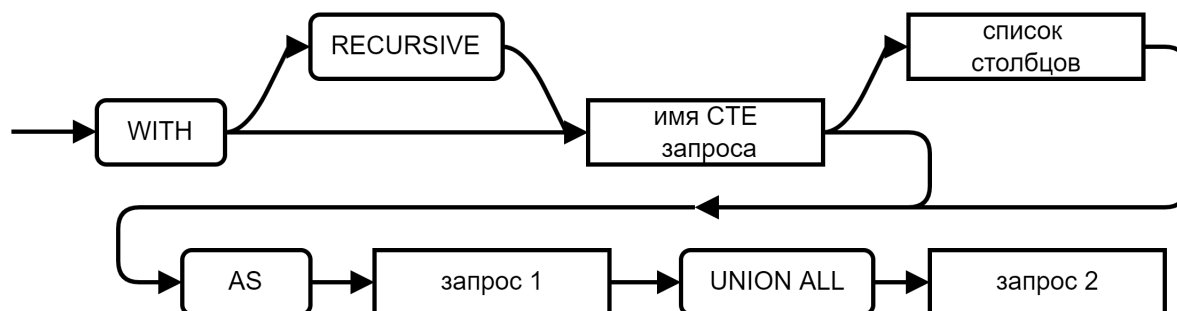 RECURSIVE
список
столбцов
WITH
имя CTE
запроса
AS
запрос 1
UNION ALL
запрос 2